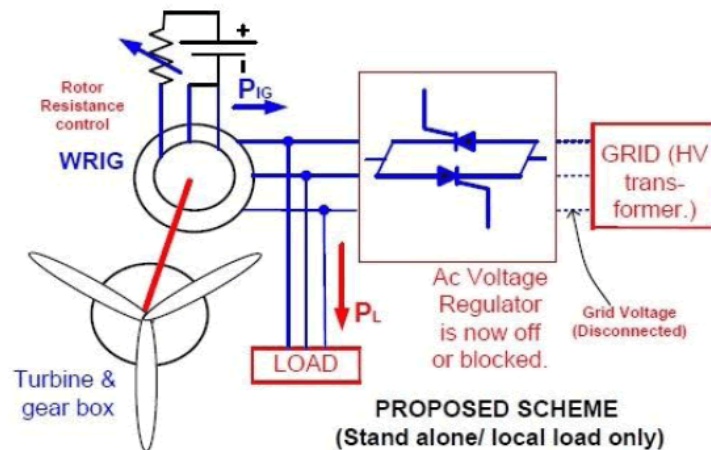 +
-
Rotor
Resistance
control
PIG
WRIG
GRID (HV
trans-
former.)
PL
Ac Voltage
Regulator
is now off
or blocked.
Grid Voltage
(Disconnected)
LOAD
Turbine &
gear box
PROPOSED SCHEME
(Stand alone/ local load only)